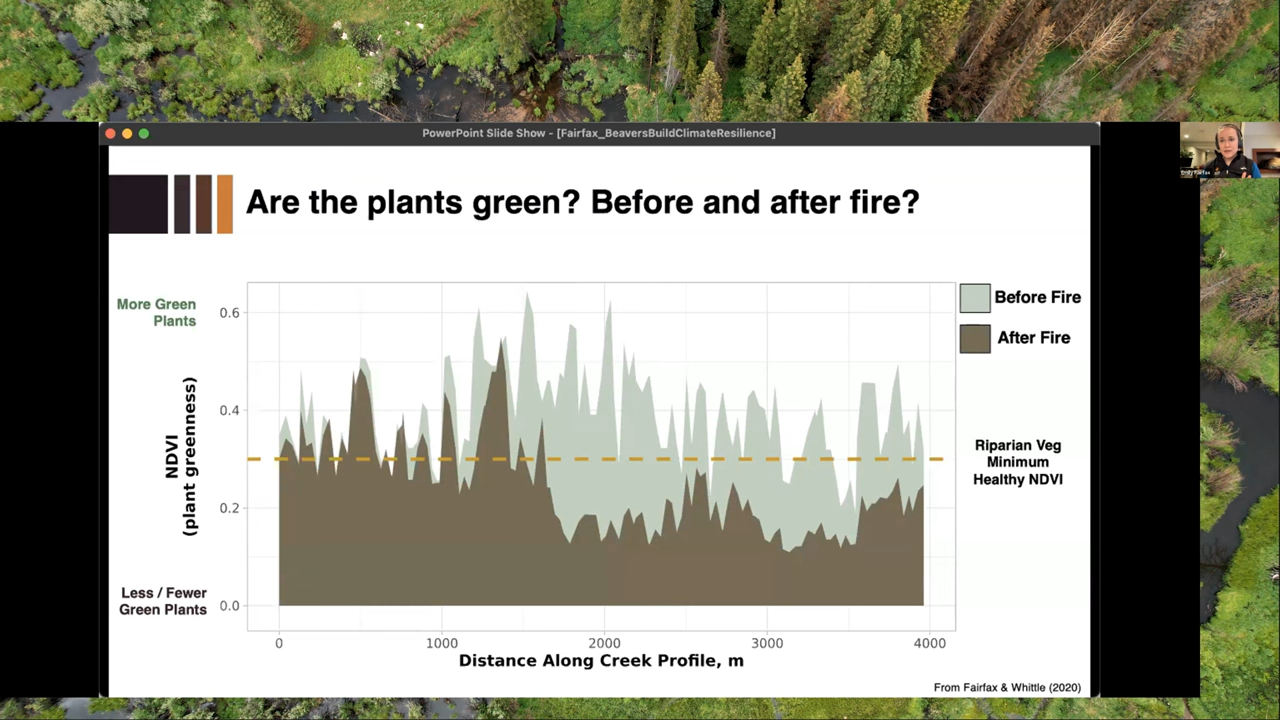 PowerPoint Slide Show - [Fairfax_BeaversBuildClimateResilience]
Emily Fairfax
Are the plants green? Before and after fire?
More Green
Plants
NDVI
(plant greenness)
Less / Fewer
Green Plants
0.6
0.4
0.2
0.0
0
1000
2000
3000
4000
Distance Along Creek Profile, m
Before Fire
After Fire
Riparian Veg
Minimum
Healthy NDVI
From Fairfax & Whittle (2020)